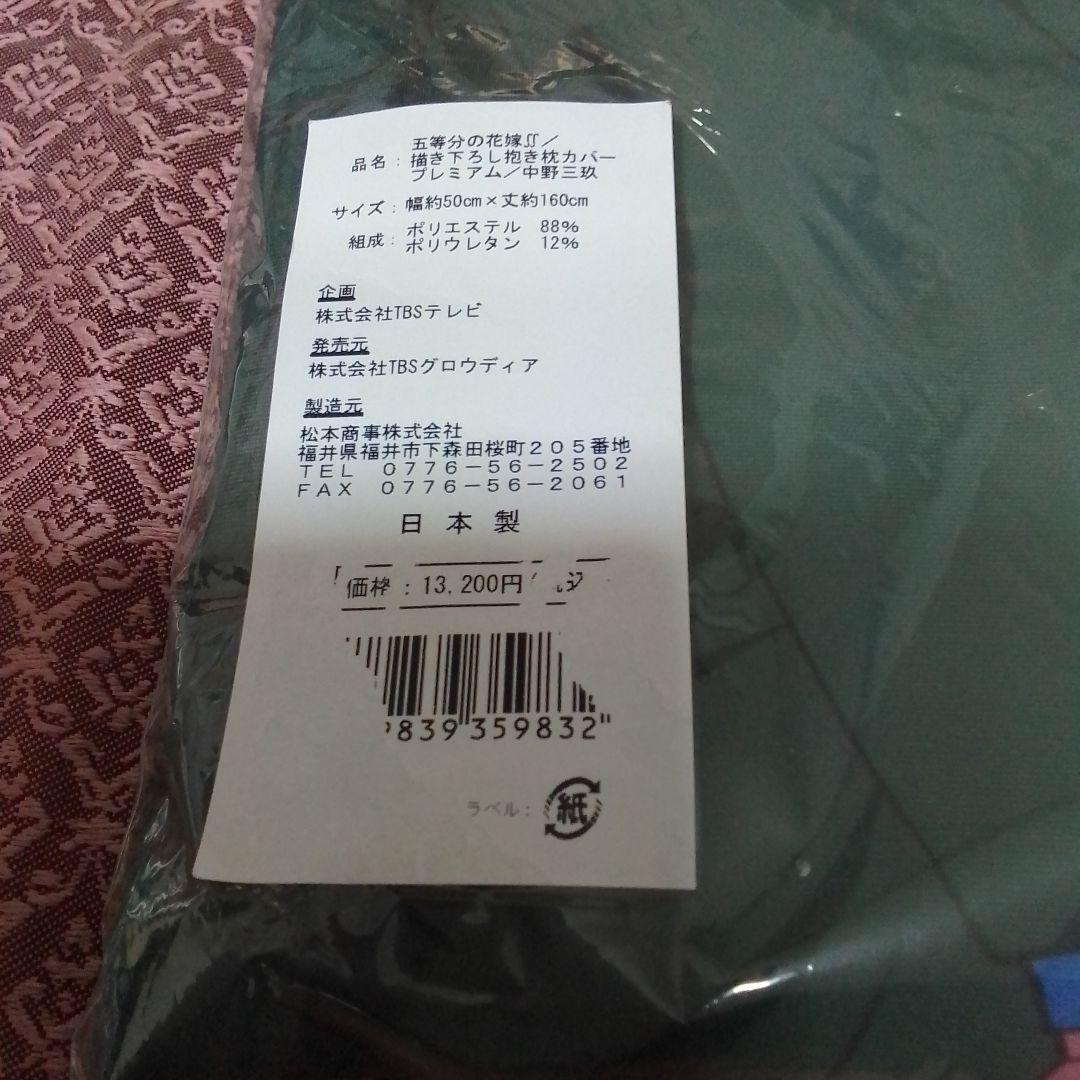 五等分の花嫁∬／
品名：描き下ろし抱き枕カバー
プレミアム／中野三玖
サイズ：幅約50cm×丈約160cm
組成：ポリエステル 88%
ポリウレタン 12%
企画
株式会社TBSテレビ
発売元
株式会社TBSグロウディア
製造元
松本商事株式会社
福井県福井市下森田桜町２０５番地
ＴＥＬ ０７７６－５６－２５０２
ＦＡＸ ０７７６－５６－２０６１
日本製
価格：13,200円
839 359832
ラベル：紙